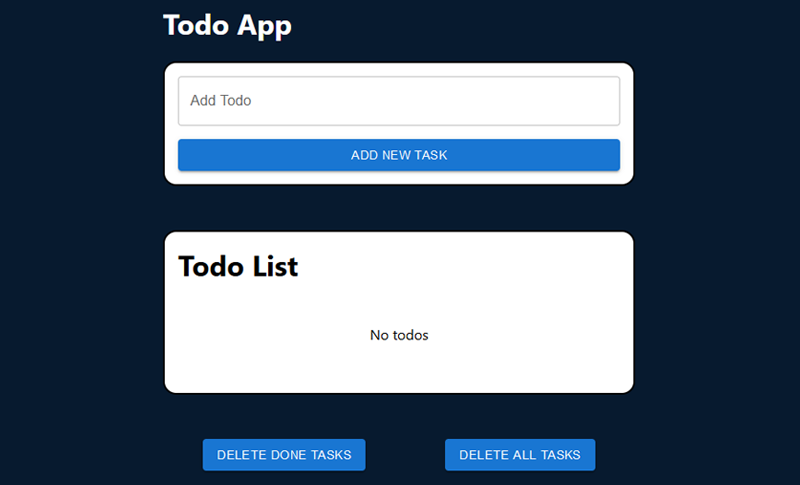 Todo App
Add Todo
ADD NEW TASK
Todo List
No todos
DELETE DONE TASKS
DELETE ALL TASKS